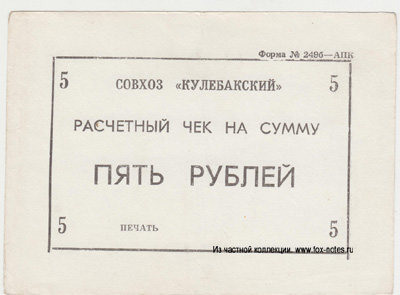 Форма № 249б—АПК
5 СОВХОЗ «КУЛЕБАКСКИЙ» 5
РАСЧЕТНЫЙ ЧЕК НА СУММУ
ПЯТЬ РУБЛЕЙ
5 ПЕЧАТЬ 5
Из частной коллекции. www.fox-notes.ru